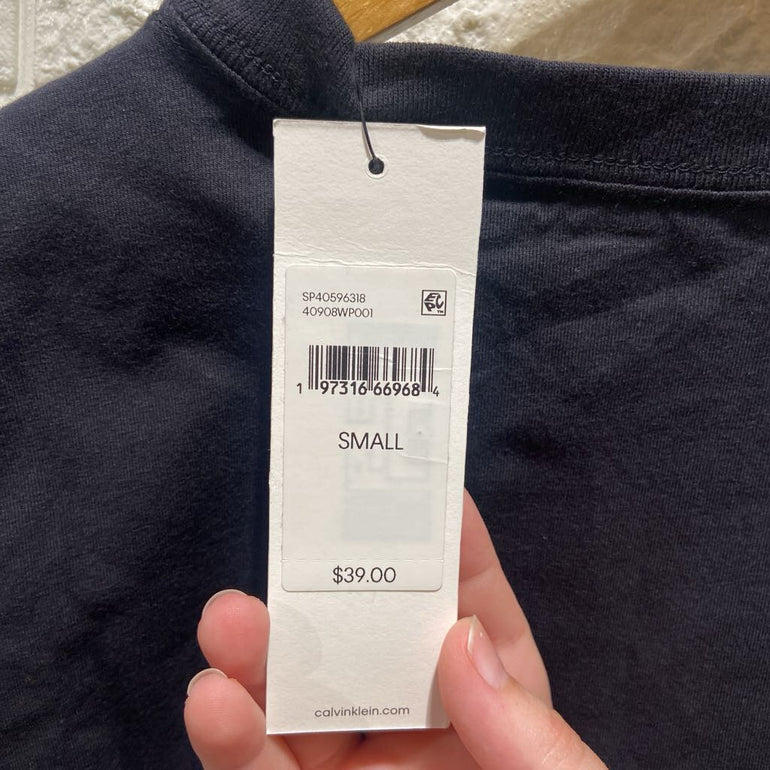 SP40596318
40908WP001
1 97316 66968 4
SMALL
$39.00
calvinklein.com